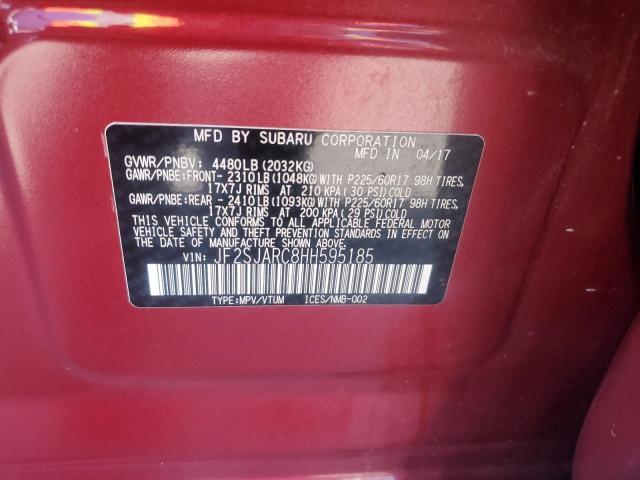 MFD BY SUBARU CORPORATION
MFD IN 04/17
GVWR/PNBV: 4480LB (2032KG)
GAWR/PNBE:FRONT- 2310LB (1048KG)WITH P225/60R17 98H TIRES,
17X7J RIMS AT 210 KPA (30 PSI)COLD
GAWR/PNBE:REAR - 2410LB (1093KG)WITH P225/60R17 98H TIRES,
17X7J RIMS AT 200 KPA (29 PSI)COLD
THIS VEHICLE CONFORMS TO ALL APPLICABLE FEDERAL MOTOR
VEHICLE SAFETY AND THEFT PREVENTION STANDARDS IN
EFFECT ON THE DATE OF MANUFACTURE SHOWN ABOVE.
VIN: JF2SJARC8HH595185
TYPE:MPV/VTUM ICES/NMB-002